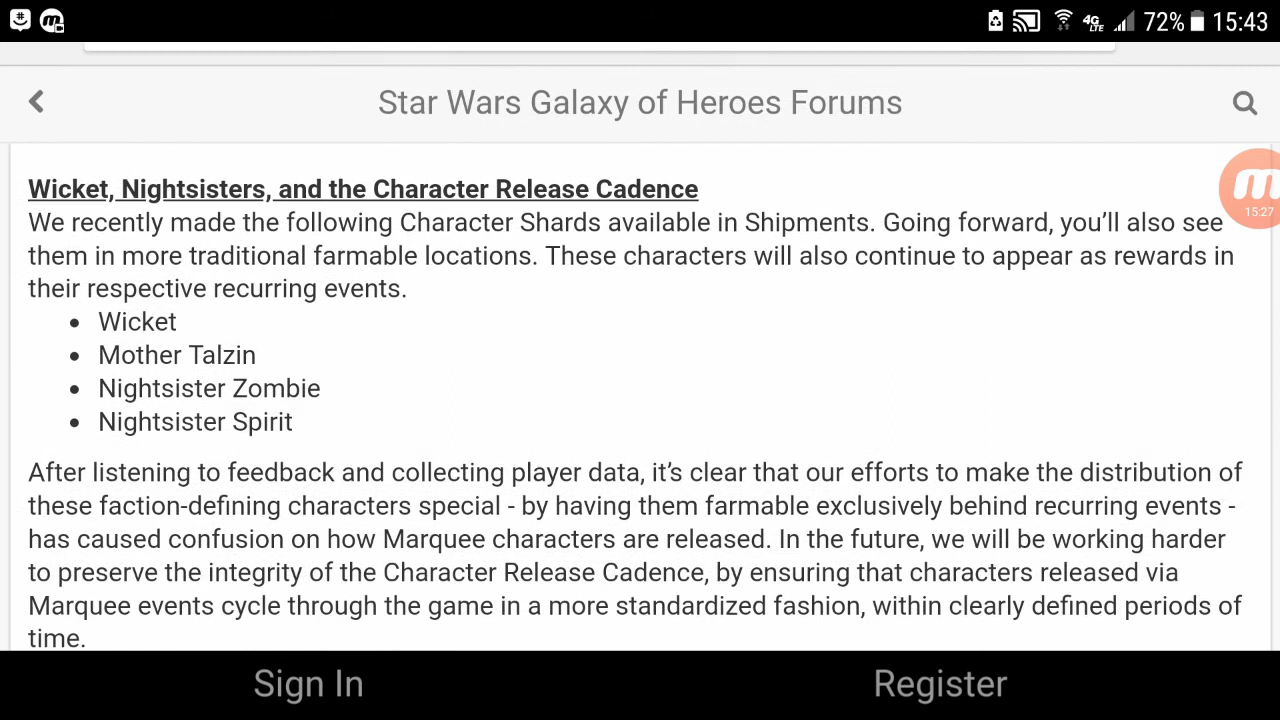 4G LTE 72% 15:43
Star Wars Galaxy of Heroes Forums
15:27
Wicket, Nightsisters, and the Character Release Cadence
We recently made the following Character Shards available in Shipments. Going forward, you’ll also see
them in more traditional farmable locations. These characters will also continue to appear as rewards in
their respective recurring events.
• Wicket
• Mother Talzin
• Nightsister Zombie
• Nightsister Spirit
After listening to feedback and collecting player data, it’s clear that our efforts to make the distribution of
these faction-defining characters special - by having them farmable exclusively behind recurring events -
has caused confusion on how Marquee characters are released. In the future, we will be working harder
to preserve the integrity of the Character Release Cadence, by ensuring that characters released via
Marquee events cycle through the game in a more standardized fashion, within clearly defined periods of
time.
Sign In Register